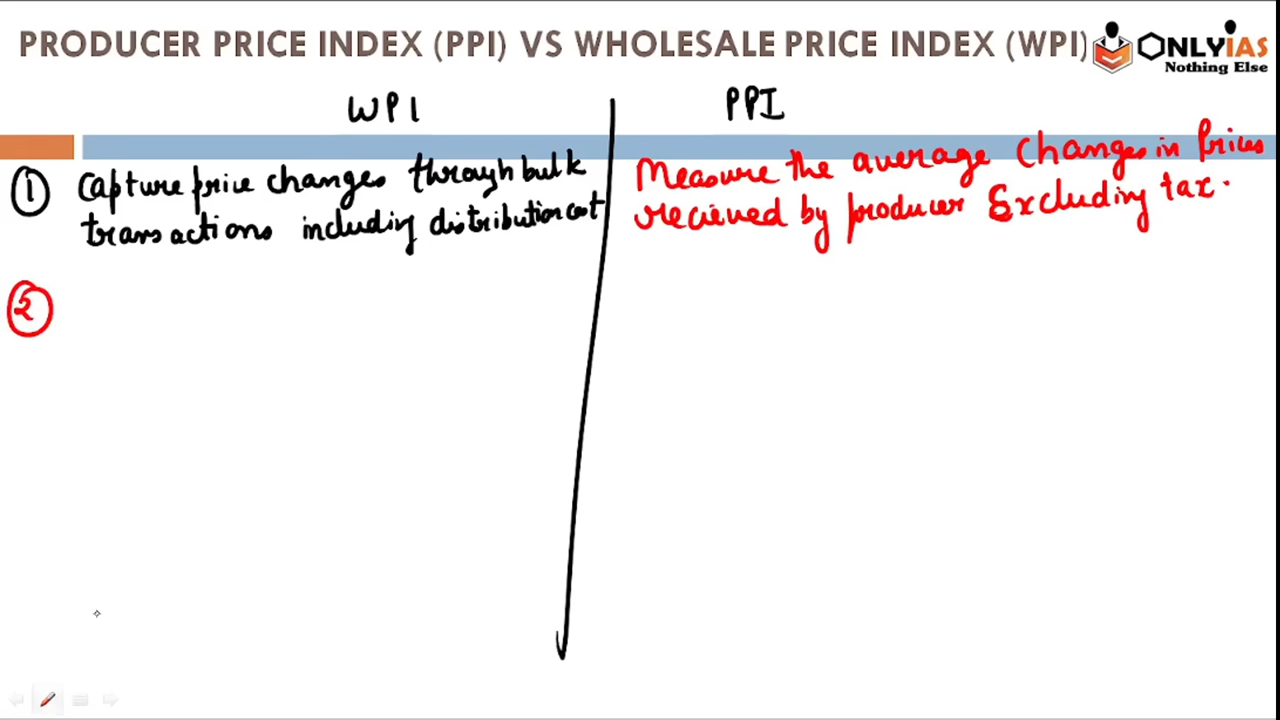 PRODUCER PRICE INDEX (PPI) VS WHOLESALE PRICE INDEX (WPI)
ONLYIAS
Nothing Else
WPI
PPI
① Capture price changes through bulk
transactions including distribution cost
Measure the average Changes in Prices
recieved by producer Excluding tax.
②